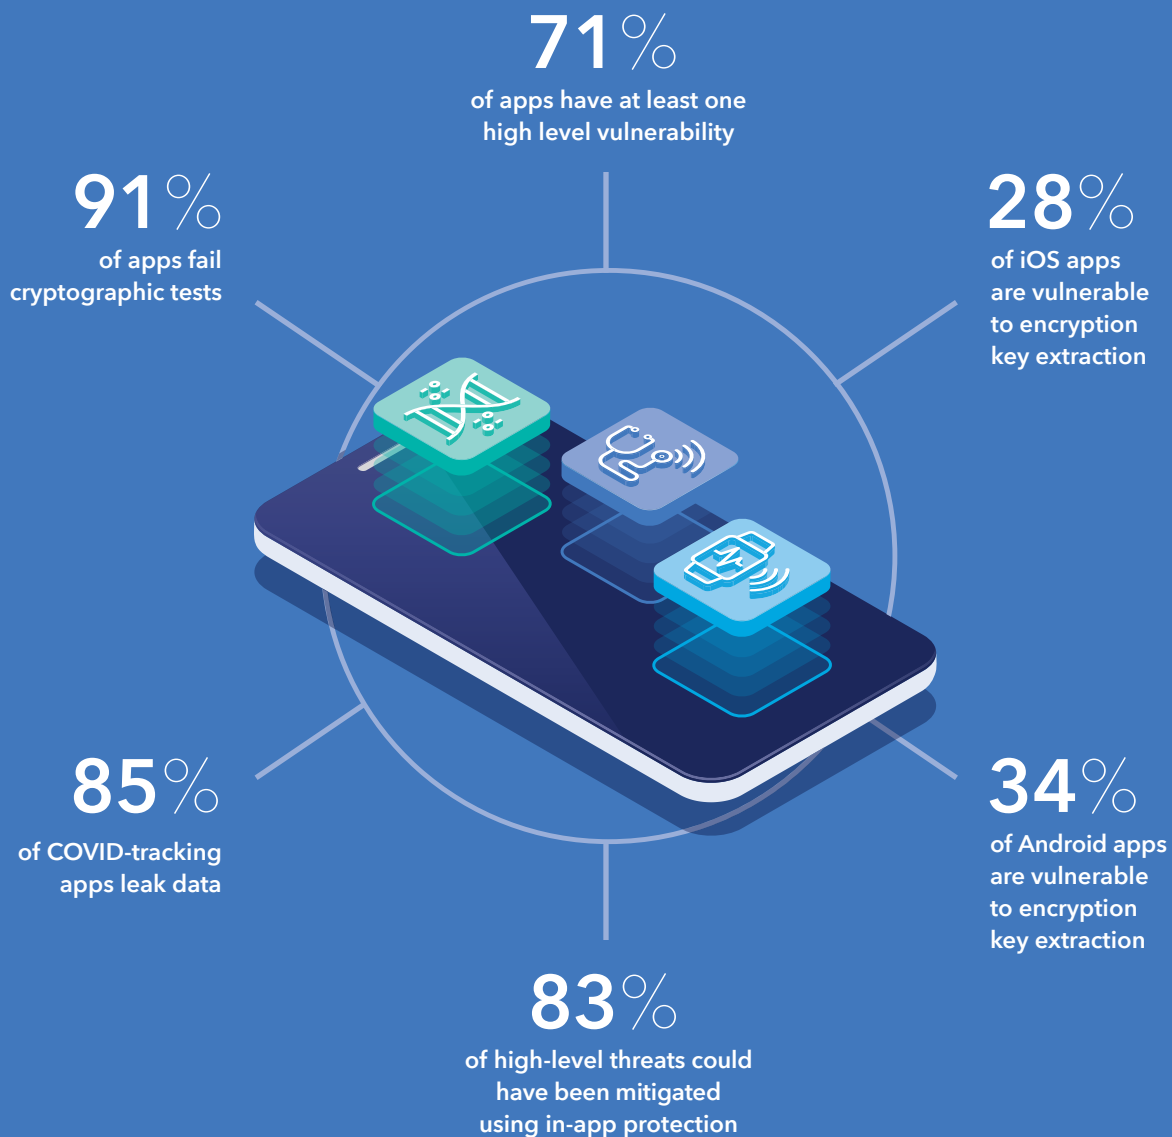 71%
of apps have at least one
high level vulnerability
91%
of apps fail
cryptographic tests
28%
of iOS apps
are vulnerable
to encryption
key extraction
85%
of COVID-tracking
apps leak data
34%
of Android apps
are vulnerable
to encryption
key extraction
83%
of high-level threats could
have been mitigated
using in-app protection